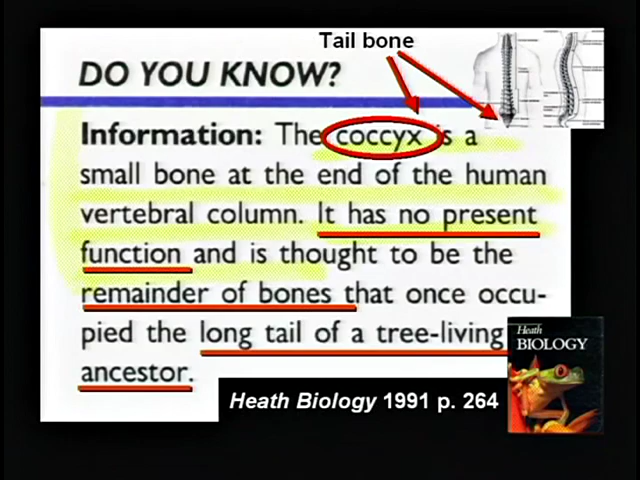 Tail bone
DO YOU KNOW?
Information: The coccyx is a
small bone at the end of the human
vertebral column. It has no present
function and is thought to be the
remainder of bones that once occu-
pied the long tail of a tree-living
ancestor.
Heath
BIOLOGY
Heath Biology 1991 p. 264